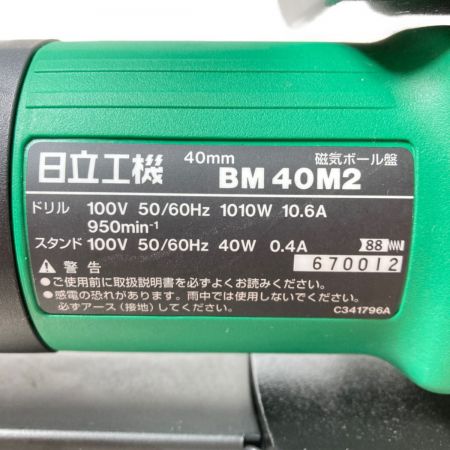 日立工機 40mm 磁気ボール盤
BM 40M2
ドリル 100V 50/60Hz 1010W 10.6A
950min-¹
スタンド 100V 50/60Hz 40W 0.4A 88
670012
警告
●ご使用前に取扱説明書を必ずよくお読みください。
●感電の恐れがあります。雨中では使用しないでください。
必ずアース(接地)してください。
C341796A